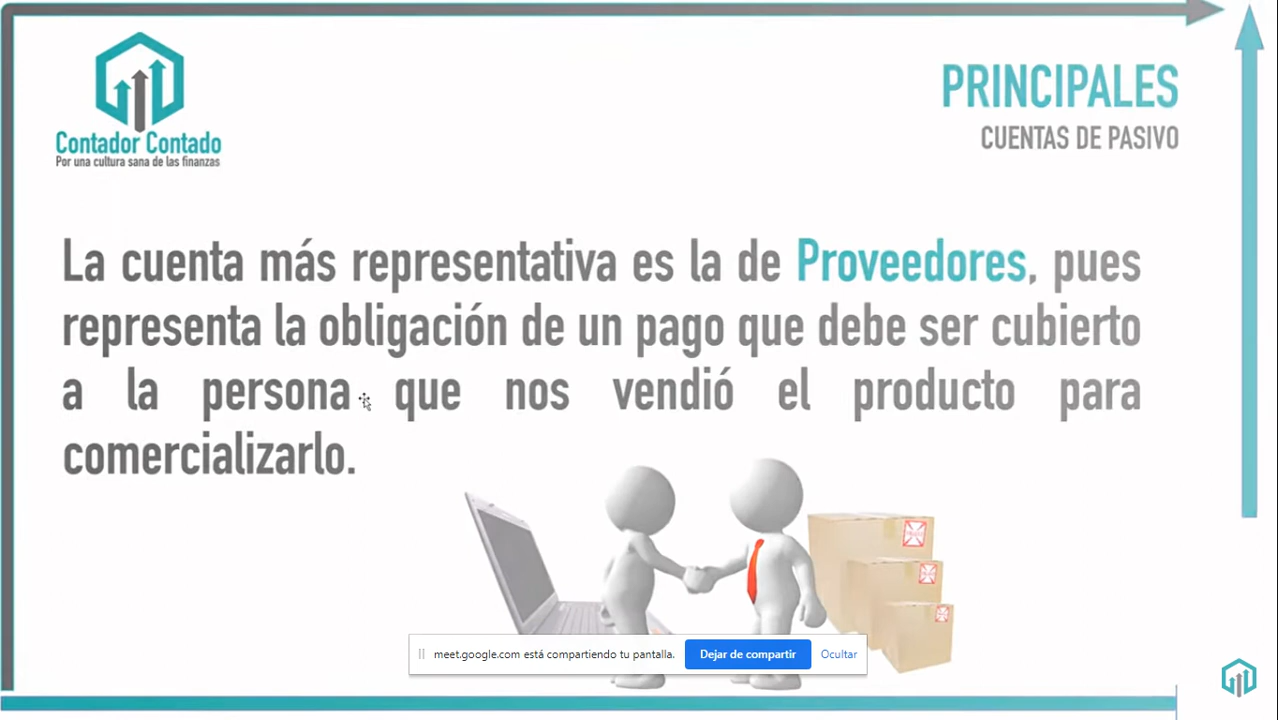 Contador Contado
Por una cultura sana de las finanzas
PRINCIPALES
CUENTAS DE PASIVO
La cuenta más representativa es la de Proveedores, pues
representa la obligación de un pago que debe ser cubierto
a la persona que nos vendió el producto para
comercializarlo.
meet.google.com está compartiendo tu pantalla.
Dejar de compartir
Ocultar